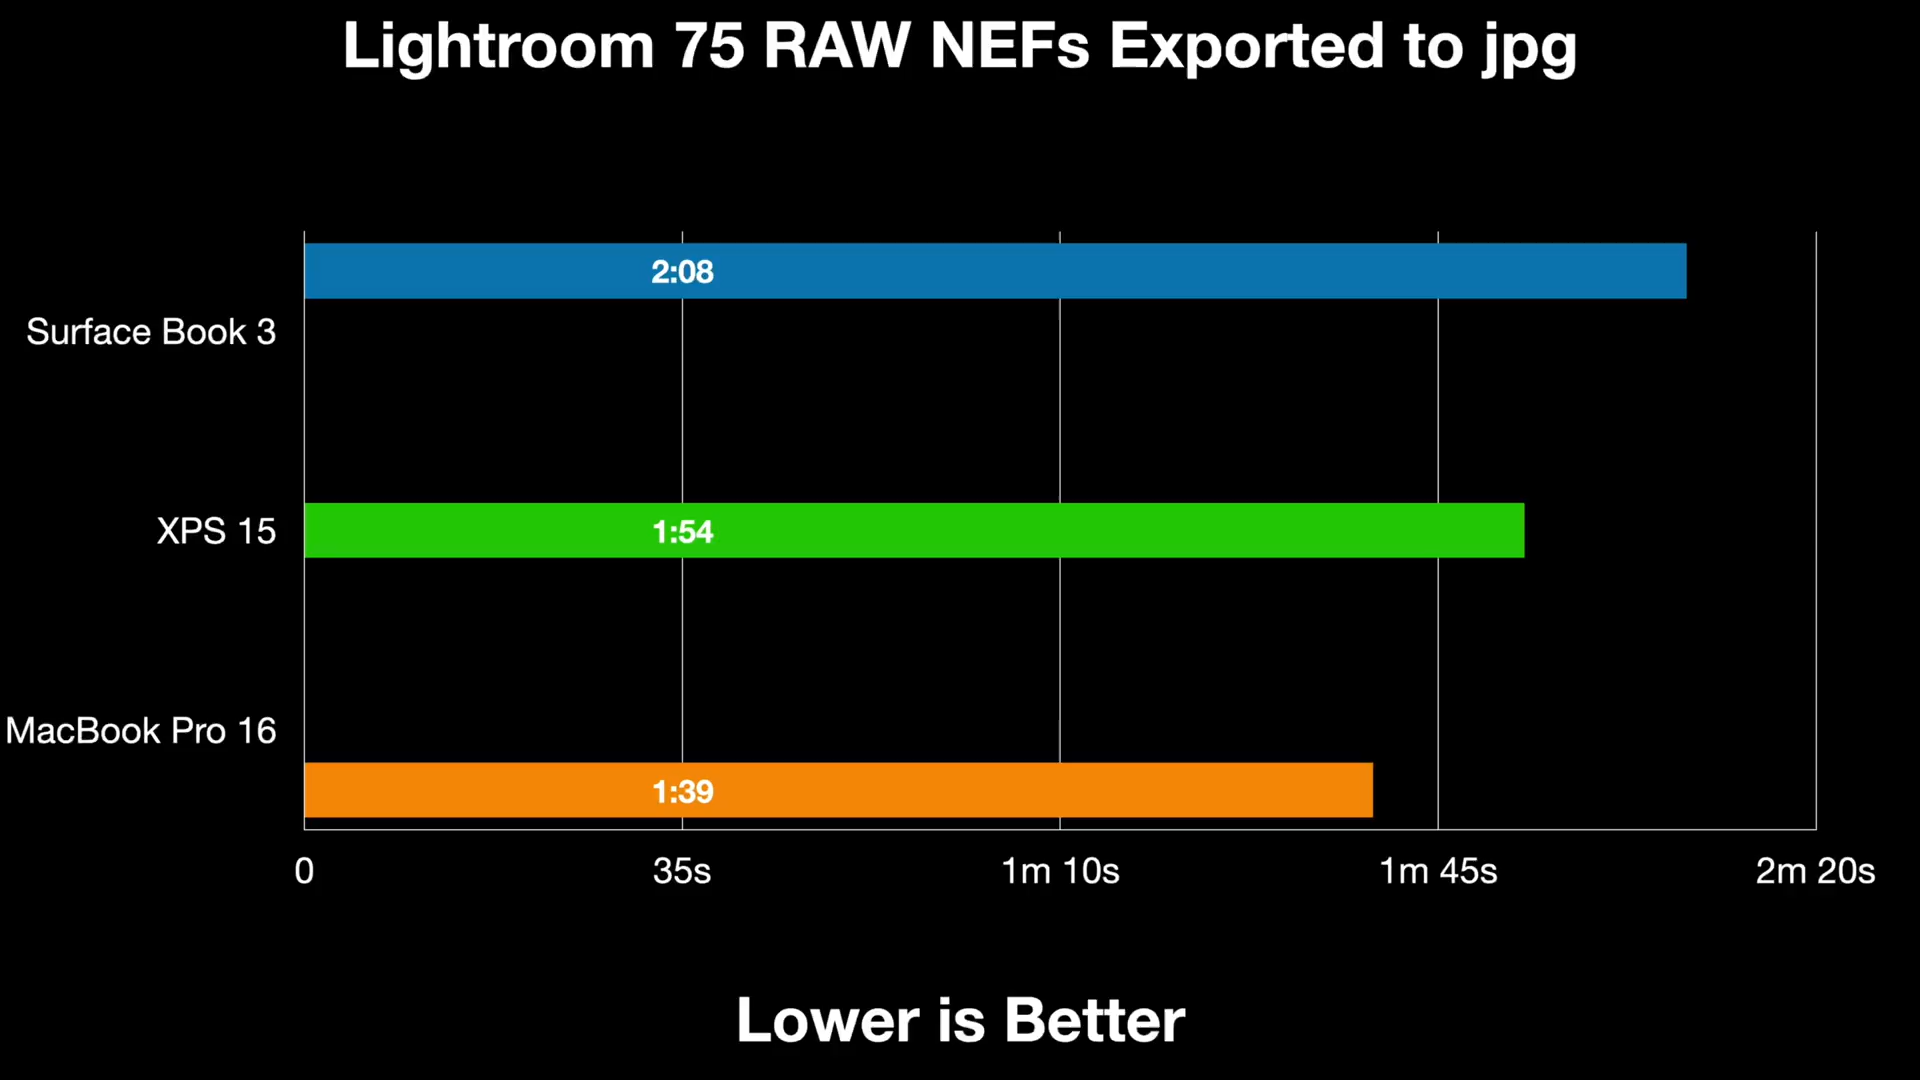 Lightroom 75 RAW NEFs Exported to jpg
2:08
Surface Book 3
XPS 15
1:54
MacBook Pro 16
1:39
0
35s
1m 10s
1m 45s
2m 20s
Lower is Better